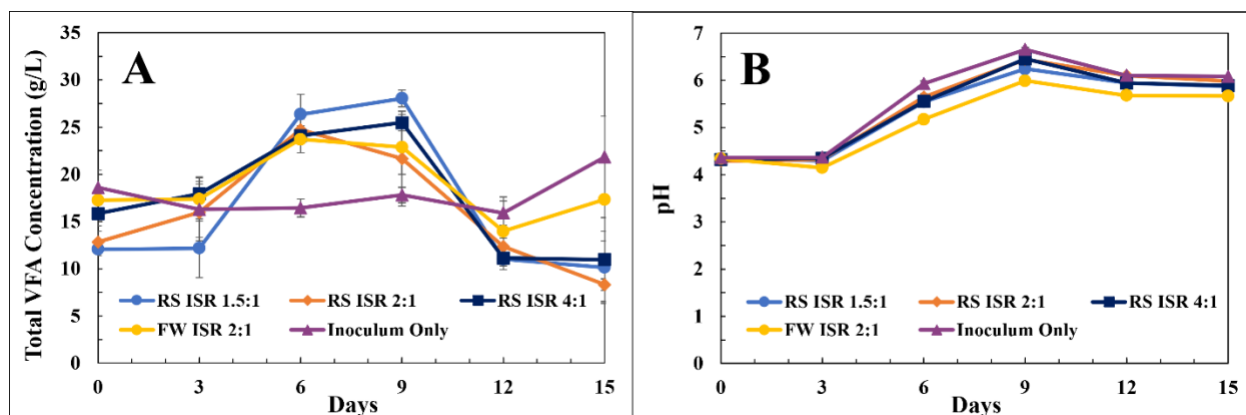 A
Total VFA Concentration (g/L)
35
30
25
20
15
10
5
0
RS ISR 1.5:1 RS ISR 2:1 RS ISR 4:1
FW ISR 2:1 Inoculum Only
0 3 6 9 12 15
Days
B
pH
7
6
5
4
3
2
1
0
RS ISR 1.5:1 RS ISR 2:1 RS ISR 4:1
FW ISR 2:1 Inoculum Only
0 3 6 9 12 15
Days